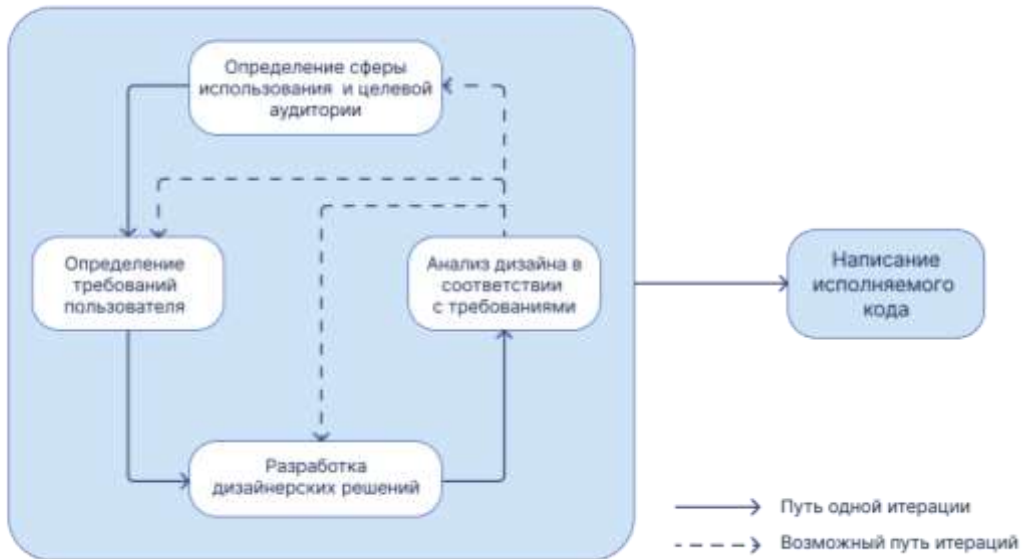 Определение сферы
использования и целевой
аудитории
Определение
требований
пользователя
Анализ дизайна в
соответствии
с требованиями
Написание
исполняемого
кода
Разработка
дизайнерских решений
Путь одной итерации
Возможный путь итераций